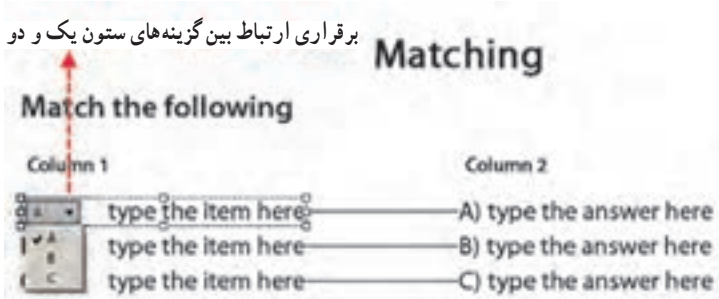 برقراری ارتباط بین گزینه‌های ستون یک و دو
Matching
Match the following
Column 1 Column 2
A type the item here A) type the answer here
A type the item here B) type the answer here
B
C type the item here C) type the answer here